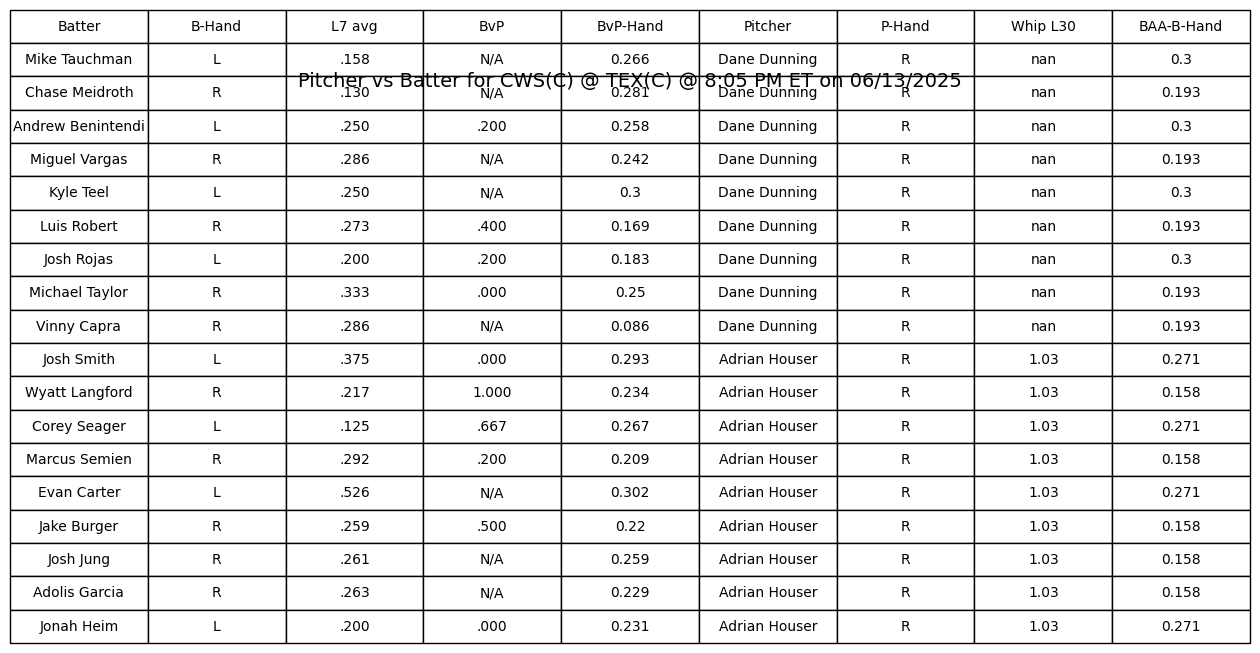 Batter B-Hand L7 avg BvP BvP-Hand Pitcher P-Hand Whip L30 BAA-B-Hand
Mike Tauchman L .158 N/A 0.266 Dane Dunning R nan 0.3
Pitcher vs Batter for CWS(C) @ TEX(C) @ 8:05 PM ET on 06/13/2025
Chase Meidroth R .130 N/A 0.281 Dane Dunning R nan 0.193
Andrew Benintendi L .250 .200 0.258 Dane Dunning R nan 0.3
Miguel Vargas R .286 N/A 0.242 Dane Dunning R nan 0.193
Kyle Teel L .250 N/A 0.3 Dane Dunning R nan 0.3
Luis Robert R .273 .400 0.169 Dane Dunning R nan 0.193
Josh Rojas L .200 .200 0.183 Dane Dunning R nan 0.3
Michael Taylor R .333 .000 0.25 Dane Dunning R nan 0.193
Vinny Capra R .286 N/A 0.086 Dane Dunning R nan 0.193
Josh Smith L .375 .000 0.293 Adrian Houser R 1.03 0.271
Wyatt Langford R .217 1.000 0.234 Adrian Houser R 1.03 0.158
Corey Seager L .125 .667 0.267 Adrian Houser R 1.03 0.271
Marcus Semien R .292 .200 0.209 Adrian Houser R 1.03 0.158
Evan Carter L .526 N/A 0.302 Adrian Houser R 1.03 0.271
Jake Burger R .259 .500 0.22 Adrian Houser R 1.03 0.158
Josh Jung R .261 N/A 0.259 Adrian Houser R 1.03 0.158
Adolis Garcia R .263 N/A 0.229 Adrian Houser R 1.03 0.158
Jonah Heim L .200 .000 0.231 Adrian Houser R 1.03 0.271